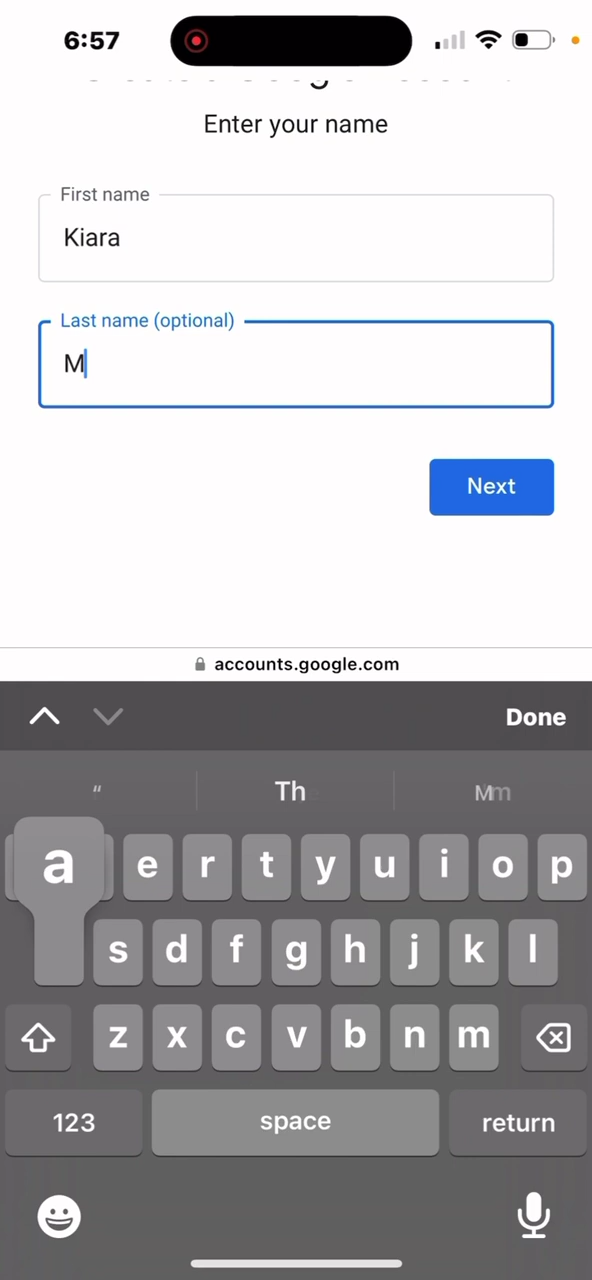 6:57
Enter your name
First name
Kiara
Last name (optional)
M
Next
accounts.google.com
Done
“ Th
a e r t y u i o p
s d f g h j k l
z x c v b n m
123 space return